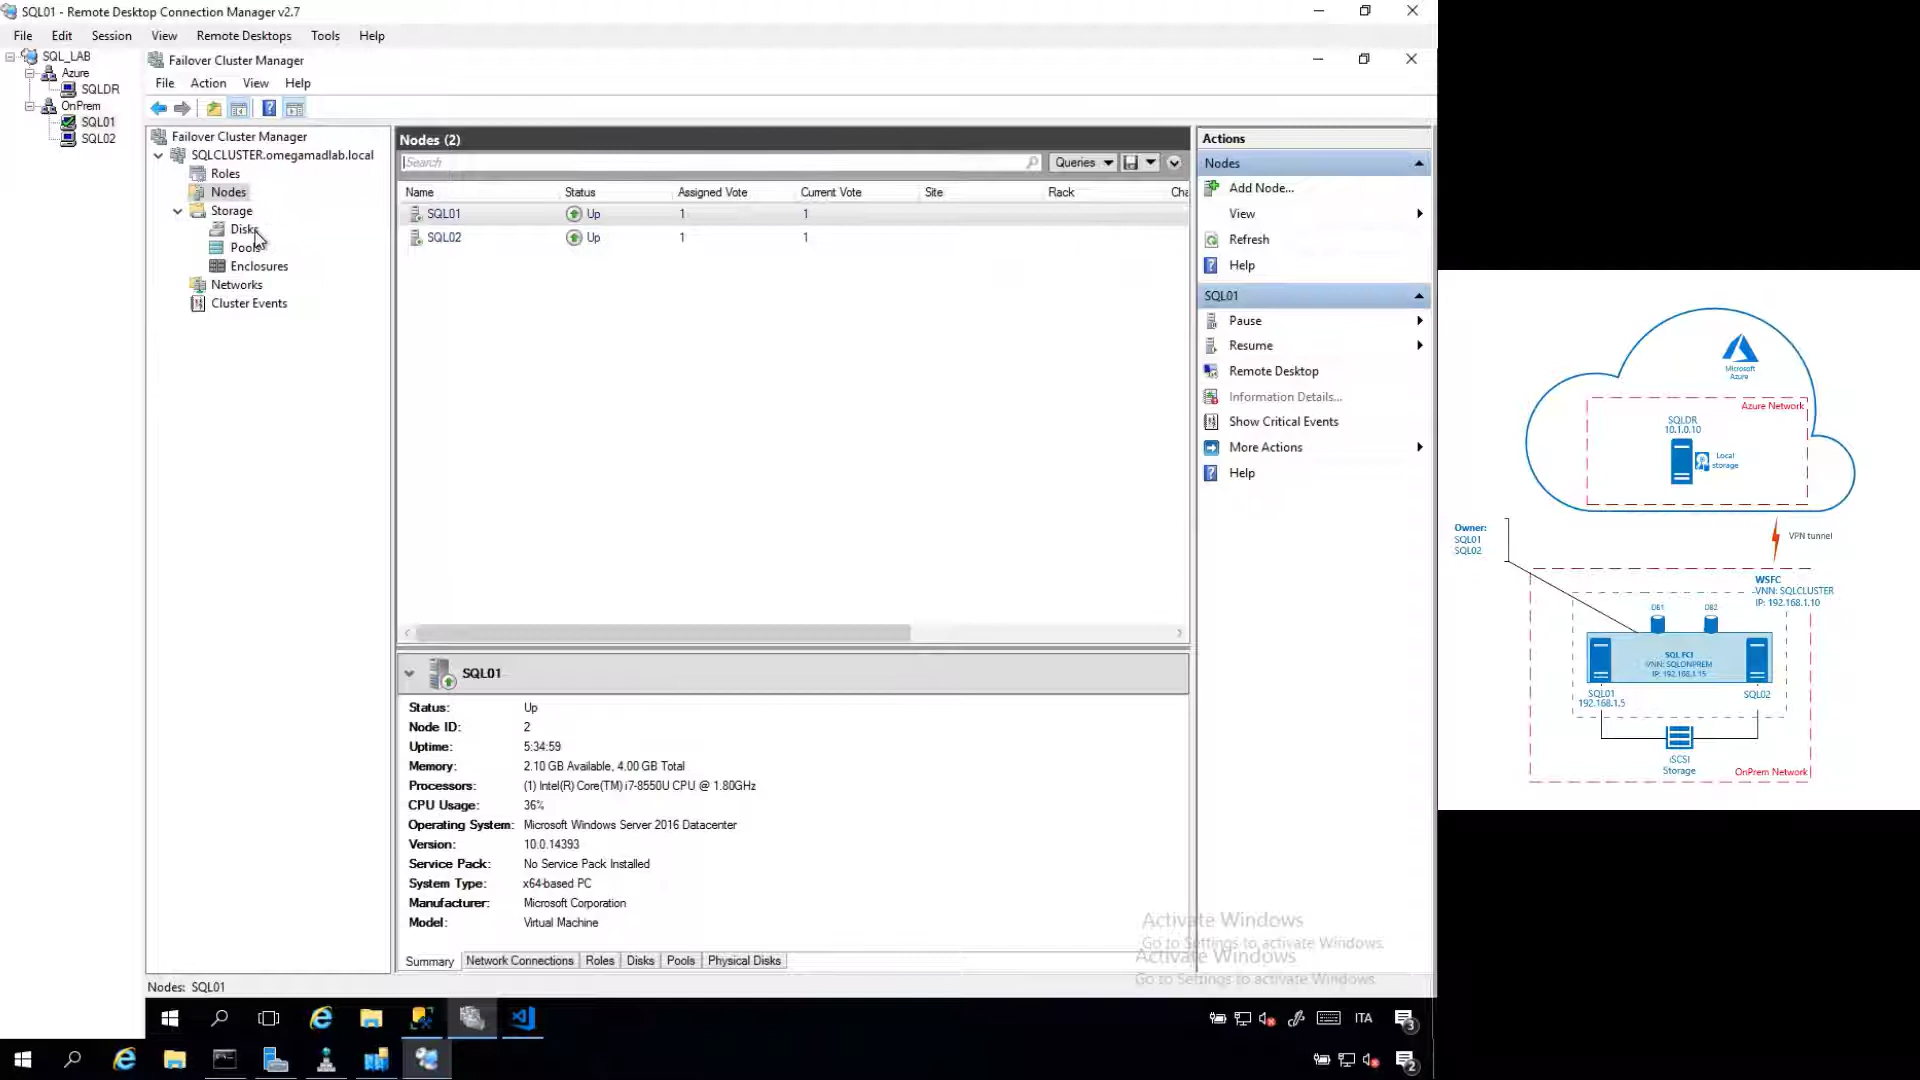 SQL01 - Remote Desktop Connection Manager v2.7
File Edit Session View Remote Desktops Tools Help
SQL_LAB
Azure
SQLDR
OnPrem
SQL01
SQL02
Failover Cluster Manager
File Action View Help
Failover Cluster Manager
SQLCLUSTER.omegamadlab.local
Roles
Nodes
Storage
Disks
Pools
Enclosures
Networks
Cluster Events
Nodes (2)
Search
Queries
Name Status Assigned Vote Current Vote Site Rack Cha
SQL01 Up 1 1
SQL02 Up 1 1
SQL01
Status: Up
Node ID: 2
Uptime: 5:34:59
Memory: 2.10 GB Available, 4.00 GB Total
Processors: (1) Intel(R) Core(TM) i7-8550U CPU @ 1.80GHz
CPU Usage: 36%
Operating System: Microsoft Windows Server 2016 Datacenter
Version: 10.0.14393
Service Pack: No Service Pack Installed
System Type: x64-based PC
Manufacturer: Microsoft Corporation
Model: Virtual Machine
Summary Network Connections Roles Disks Pools Physical Disks
Actions
Nodes
Add Node...
View
Refresh
Help
SQL01
Pause
Resume
Remote Desktop
Information Details...
Show Critical Events
More Actions
Help
Activate Windows
Go to Settings to activate Windows.
Activate Windows
Go to Settings to activate Windows.
Nodes: SQL01
ITA
3
2
Microsoft
Azure
Azure Network
SQLDR
10.1.0.10
Local
storage
Owner:
SQL01
SQL02
VPN tunnel
WSFC
VNN: SQLCLUSTER
IP: 192.168.1.10
DB1
DB2
SQL FCI
VNN: SQLONPREM
IP: 192.168.1.15
SQL01
192.168.1.5
SQL02
iSCSI
Storage
OnPrem Network